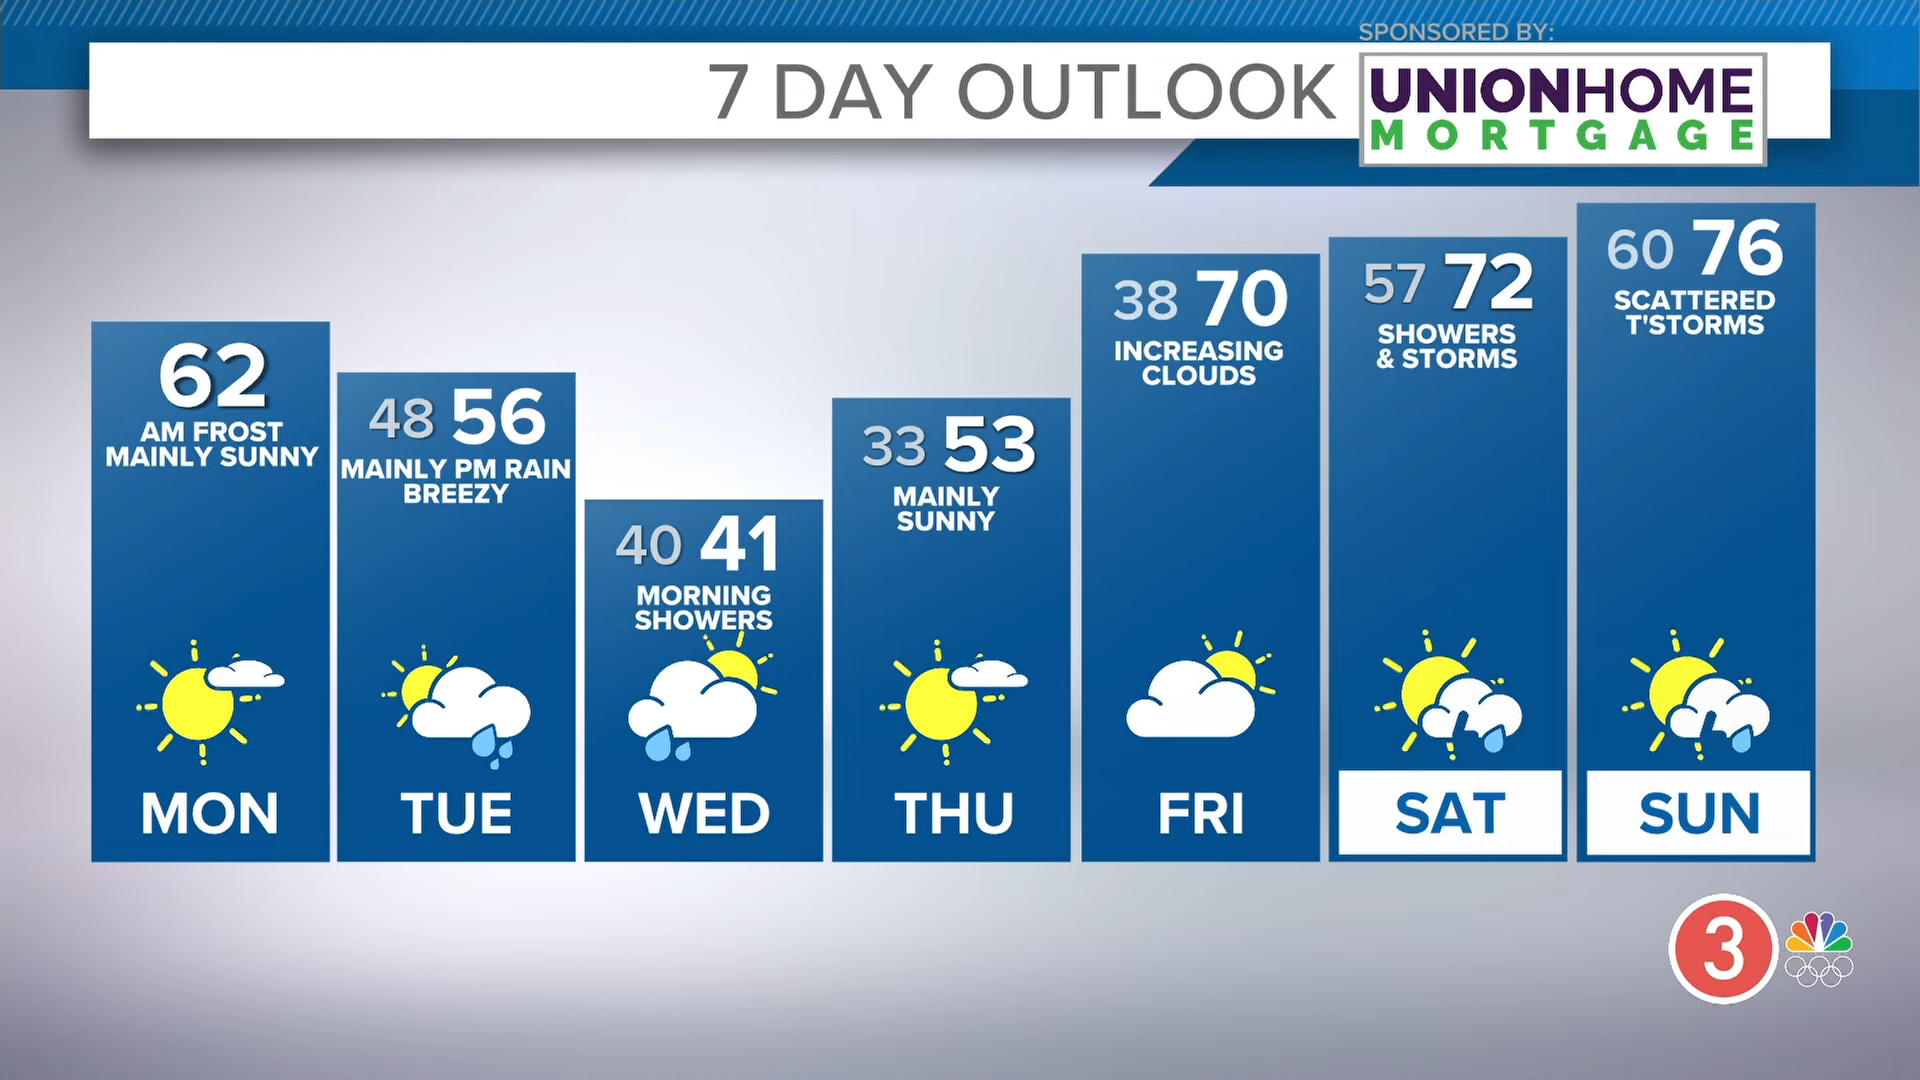 SPONSORED BY:
7 DAY OUTLOOK
UNIONHOME
MORTGAGE
62
AM FROST
MAINLY SUNNY
MON
48 56
MAINLY PM RAIN
BREEZY
TUE
40 41
MORNING
SHOWERS
WED
33 53
MAINLY
SUNNY
THU
38 70
INCREASING
CLOUDS
FRI
57 72
SHOWERS
& STORMS
SAT
60 76
SCATTERED
T'STORMS
SUN
3